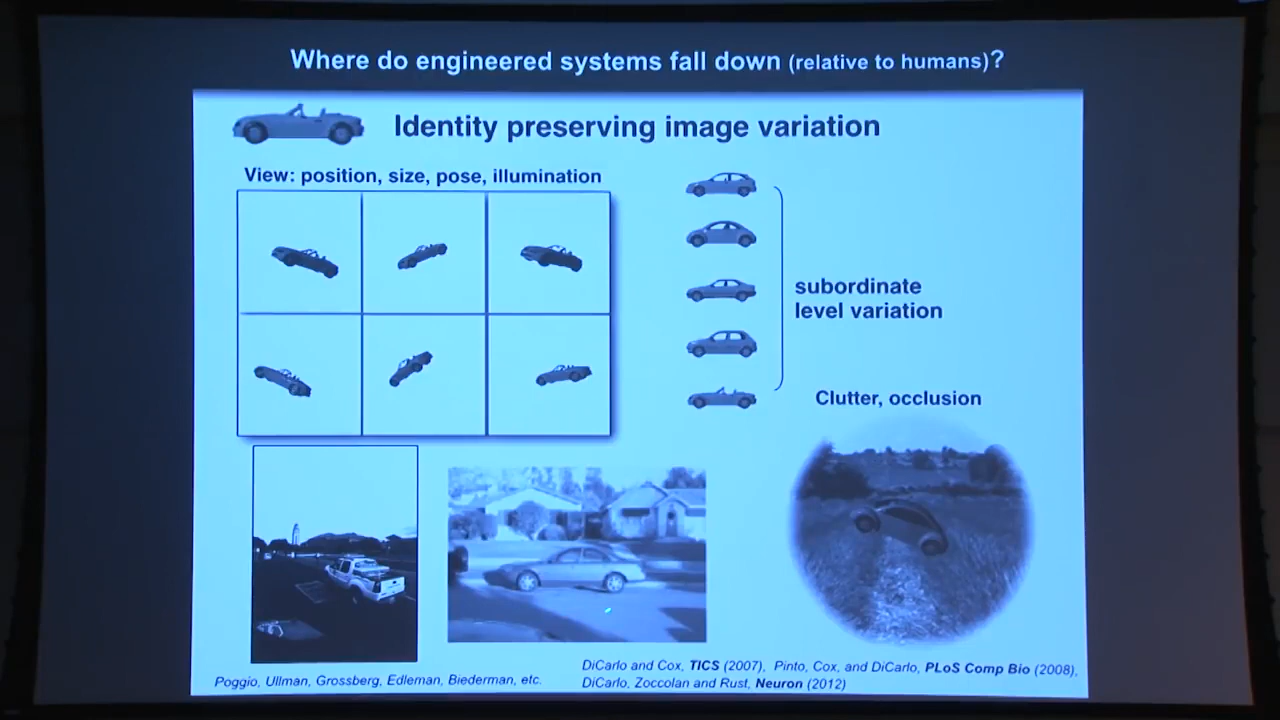 Where do engineered systems fall down (relative to humans)?
Identity preserving image variation
View: position, size, pose, illumination
subordinate
level variation
Clutter, occlusion
Poggio, Ullman, Grossberg, Edleman, Biederman, etc.
DiCarlo and Cox, TICS (2007), Pinto, Cox, and DiCarlo, PLoS Comp Bio (2008),
DiCarlo, Zoccolan and Rust, Neuron (2012)